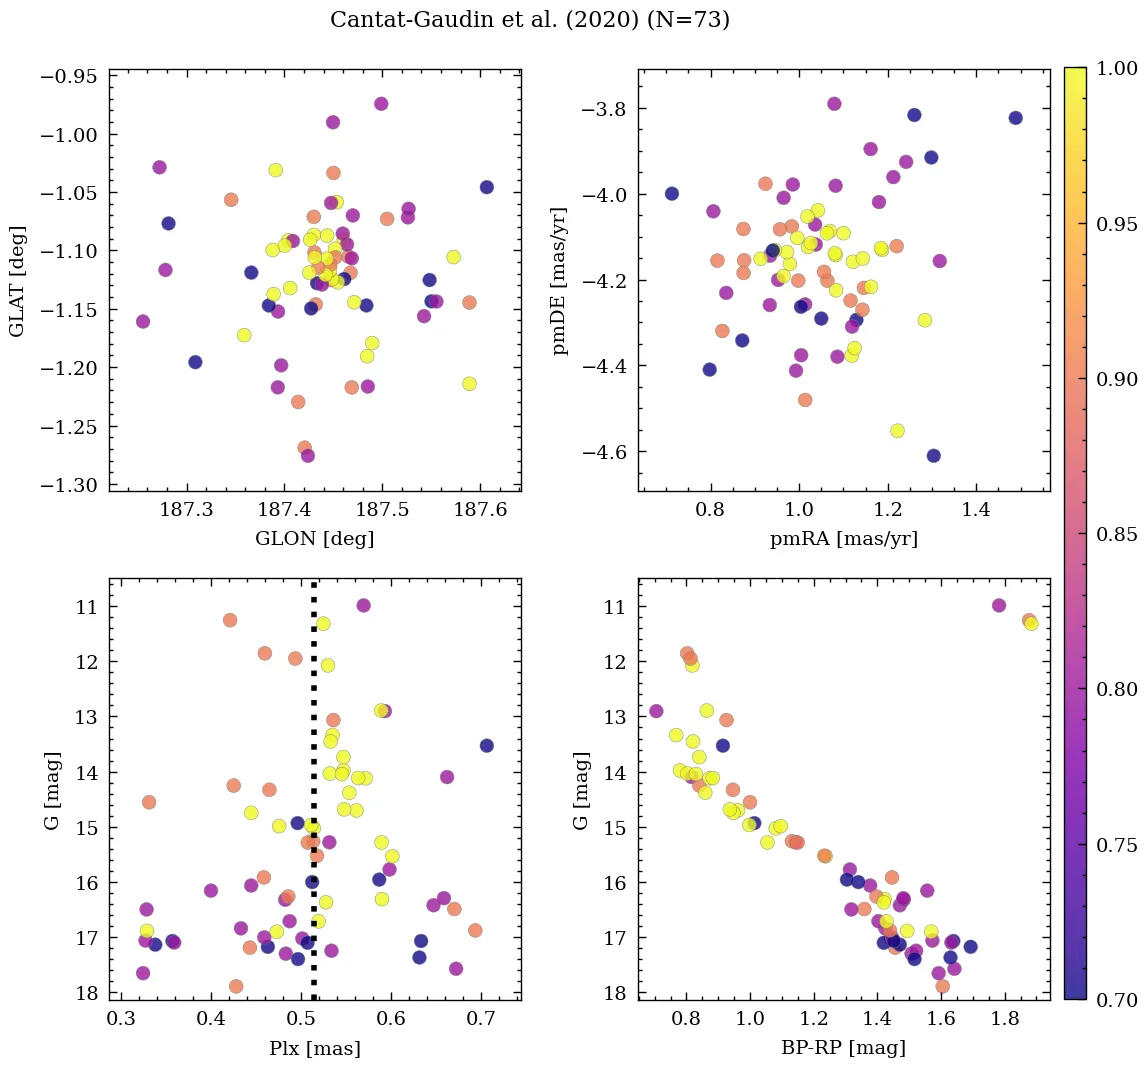 Cantat-Gaudin et al. (2020) (N=73)
−0.95
−1.00
−1.05
−1.10
−1.15
−1.20
−1.25
−1.30
GLAT [deg]
187.3 187.4 187.5 187.6
GLON [deg]
−3.8
−4.0
−4.2
−4.4
−4.6
pmDE [mas/yr]
0.8 1.0 1.2 1.4
pmRA [mas/yr]
11
12
13
14
15
16
17
18
G [mag]
0.3 0.4 0.5 0.6 0.7
Plx [mas]
11
12
13
14
15
16
17
18
G [mag]
0.8 1.0 1.2 1.4 1.6 1.8
BP-RP [mag]
1.00
0.95
0.90
0.85
0.80
0.75
0.70